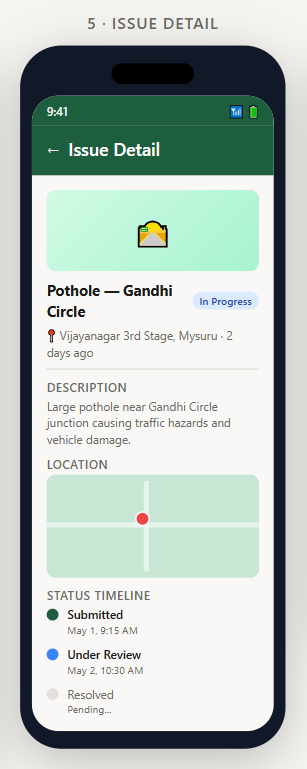 5 · ISSUE DETAIL
9:41
← Issue Detail
Pothole — Gandhi
Circle
In Progress
Vijayanagar 3rd Stage, Mysuru · 2
days ago
DESCRIPTION
Large pothole near Gandhi Circle
junction causing traffic hazards and
vehicle damage.
LOCATION
STATUS TIMELINE
Submitted
May 1, 9:15 AM
Under Review
May 2, 10:30 AM
Resolved
Pending...